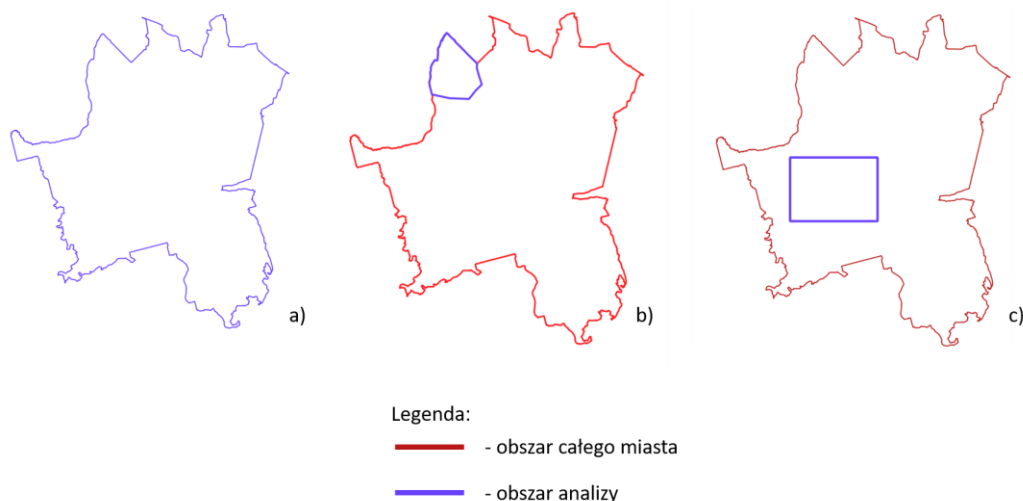 a)
b)
c)
Legenda:
- obszar całego miasta
- obszar analizy